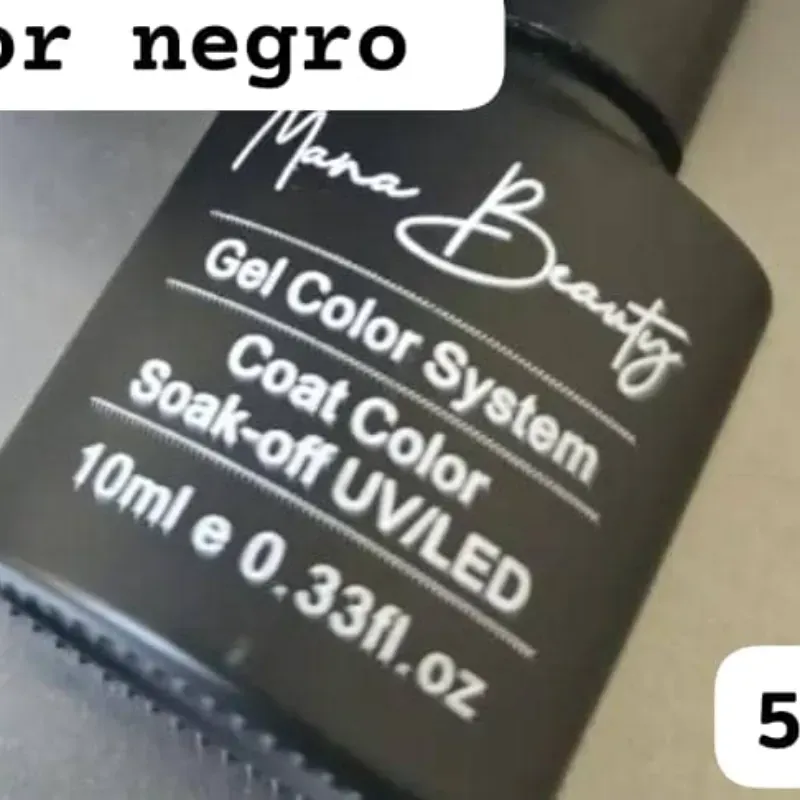 or negro
Mana Beauty
Gel Color System
Coat Color
Soak-off UV/LED
10ml e 0.33fl.oz
5